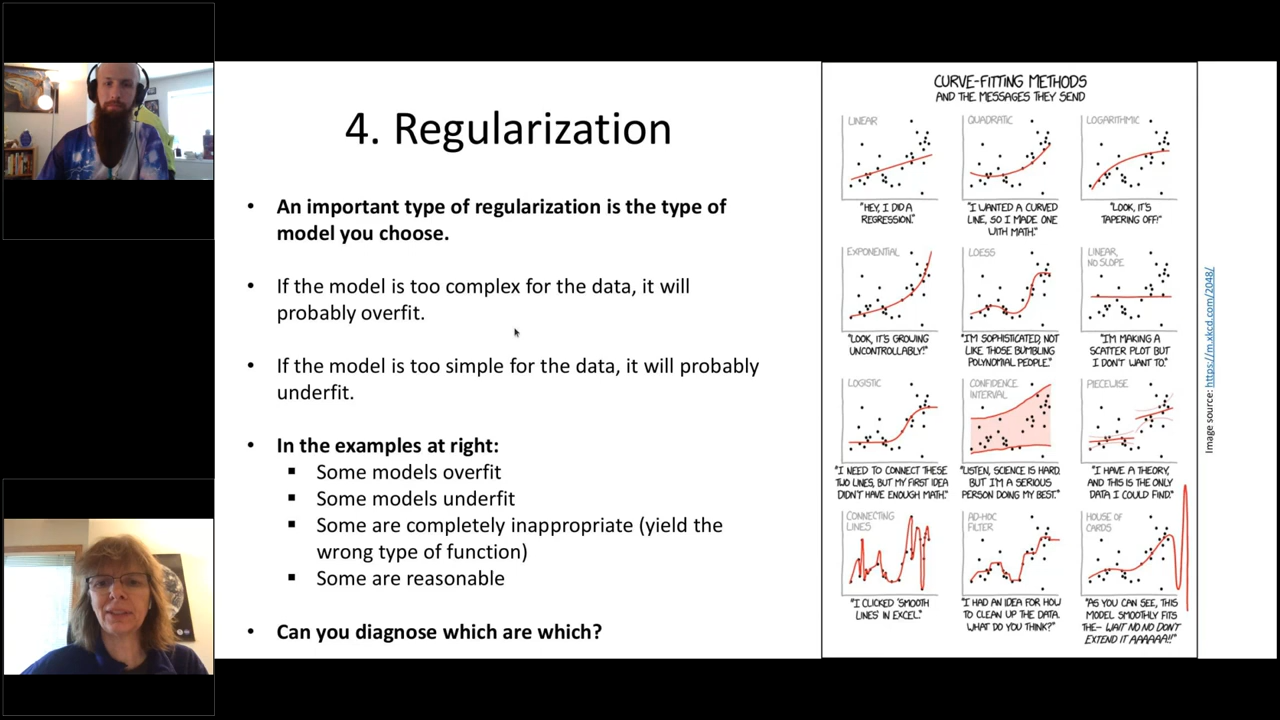 4. Regularization
• An important type of regularization is the type of
model you choose.
• If the model is too complex for the data, it will
probably overfit.
• If the model is too simple for the data, it will probably
underfit.
• In the examples at right:
▪ Some models overfit
▪ Some models underfit
▪ Some are completely inappropriate (yield the
wrong type of function)
▪ Some are reasonable
• Can you diagnose which are which?
CURVE-FITTING METHODS
AND THE MESSAGES THEY SEND
LINEAR
"HEY, I DID A
REGRESSION."
QUADRATIC
"I WANTED A CURVED
LINE, SO I MADE ONE
WITH MATH."
LOGARITHMIC
"LOOK, IT'S
TAPERING OFF!"
EXPONENTIAL
"LOOK, IT'S GROWING
UNCONTROLLABLY!"
LOESS
"I'M SOPHISTICATED, NOT
LIKE THOSE BUMBLING
POLYNOMIAL PEOPLE."
LINEAR,
NO SLOPE
"I'M MAKING A
SCATTER PLOT BUT
I DON'T WANT TO."
LOGISTIC
"I NEED TO CONNECT THESE
TWO LINES, BUT MY FIRST IDEA
DIDN'T HAVE ENOUGH MATH."
CONFIDENCE
INTERVAL
"LISTEN, SCIENCE IS HARD.
BUT I'M A SERIOUS
PERSON DOING MY BEST."
PIECEWISE
"I HAVE A THEORY,
AND THIS IS THE ONLY
DATA I COULD FIND."
CONNECTING
LINES
"I CLICKED 'SMOOTH
LINES' IN EXCEL."
AD-HOC
FILTER
"I HAD AN IDEA FOR HOW
TO CLEAN UP THE DATA.
WHAT DO YOU THINK?"
HOUSE OF
CARDS
"AS YOU CAN SEE, THIS
MODEL SMOOTHLY FITS
THE- WAIT NO NO DON'T
EXTEND IT AAAAAA!!"
Image source: https://m.xkcd.com/2048/